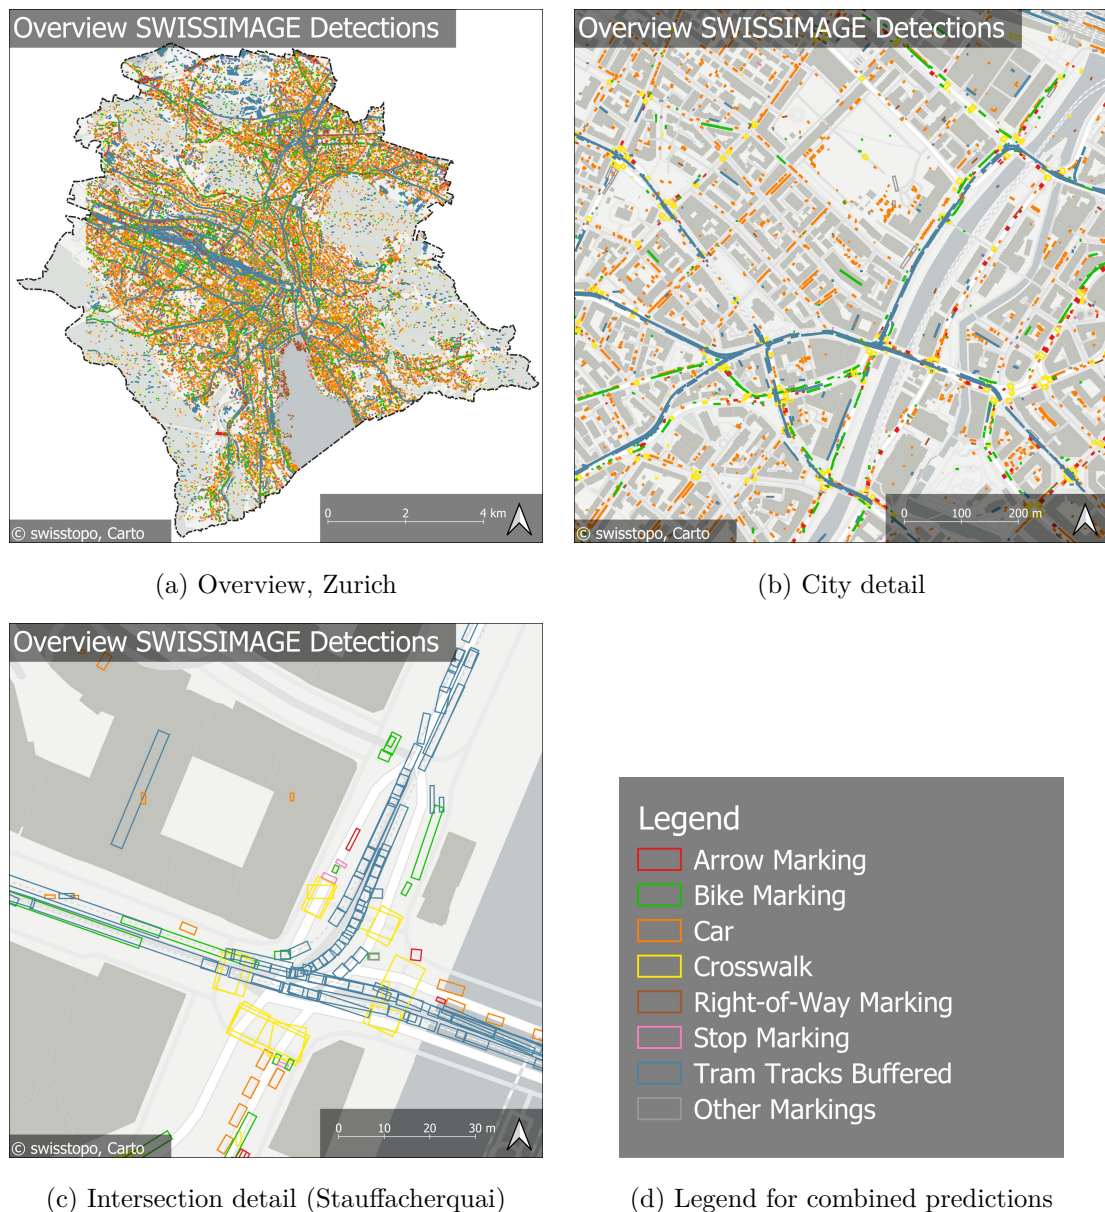 Overview SWISSIMAGE Detections
0 2 4 km
© swisstopo, Carto
(a) Overview, Zurich
Overview SWISSIMAGE Detections
0 100 200 m
© swisstopo, Carto
(b) City detail
Overview SWISSIMAGE Detections
0 10 20 30 m
© swisstopo, Carto
(c) Intersection detail (Stauffacherquai)
Legend
Arrow Marking
Bike Marking
Car
Crosswalk
Right-of-Way Marking
Stop Marking
Tram Tracks Buffered
Other Markings
(d) Legend for combined predictions